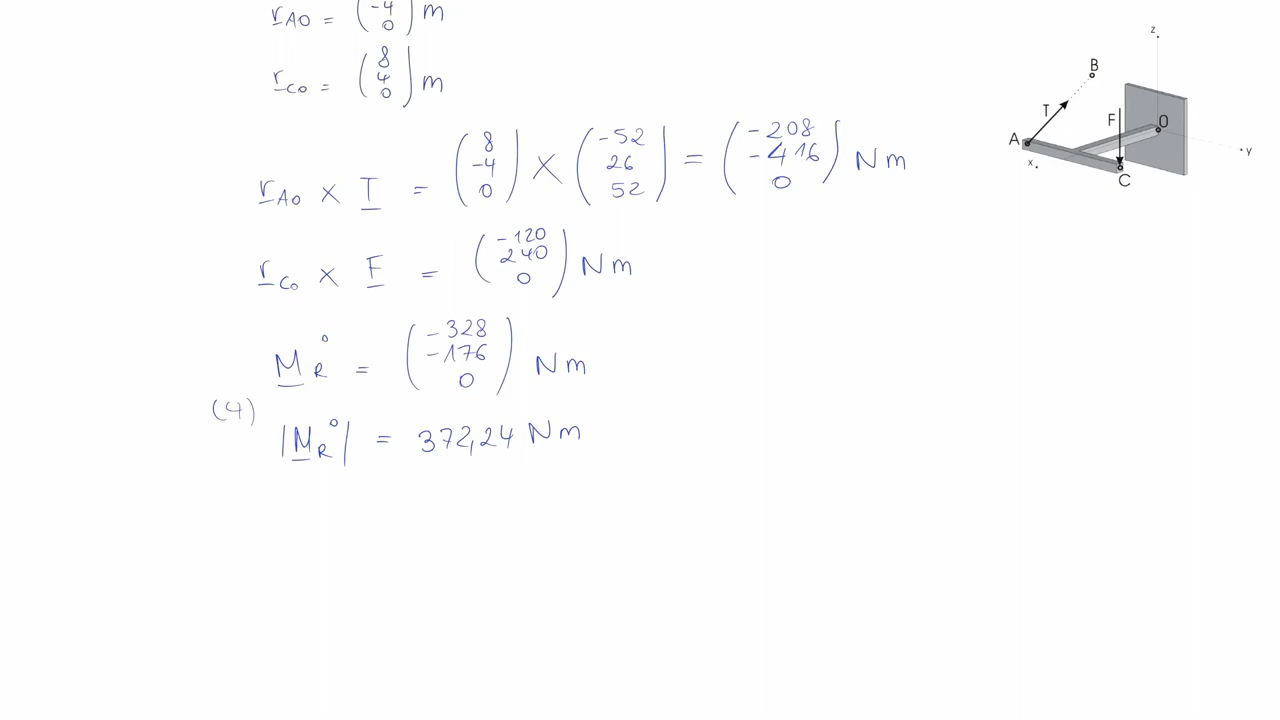 r_AO = ( -4 0 ) m
r_CO = ( 8 4 0 ) m
r_AO × T = ( 8 -4 0 ) × ( -52 26 52 ) = ( -208 -416 0 ) Nm
r_CO × F = ( -120 240 0 ) Nm
M_R^O = ( -328 -176 0 ) Nm
(4)
|M_R^O| = 372,24 Nm
z
B
T
F
O
A
x
C
y